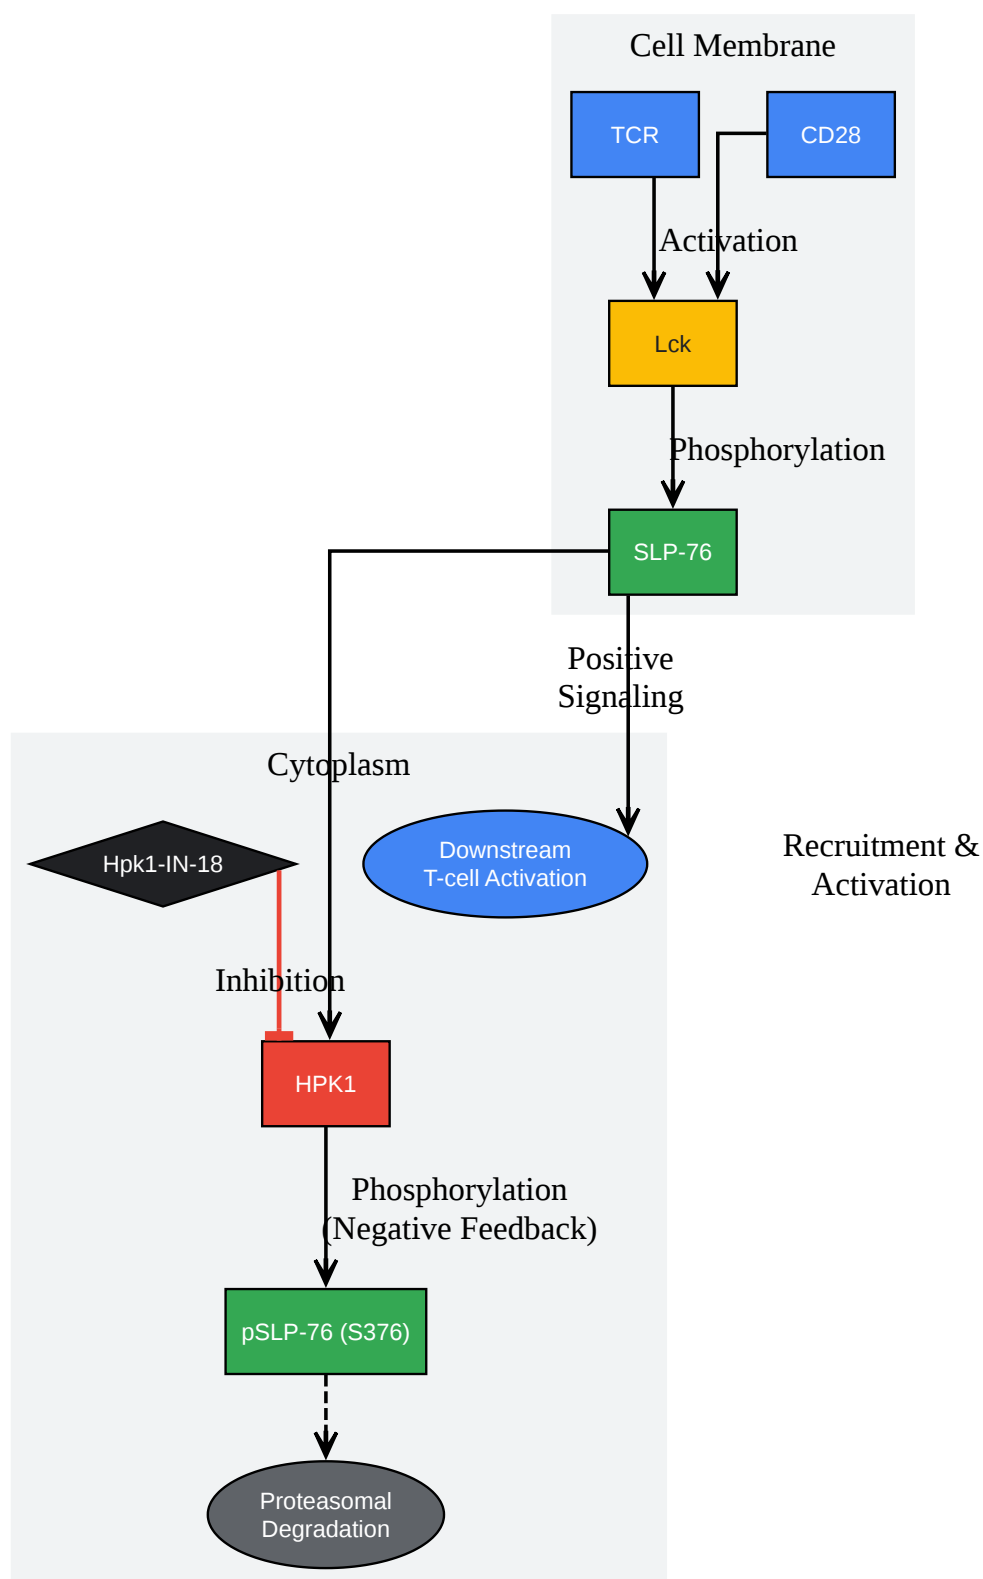 Cell Membrane
TCR
CD28
Activation
Lck
Phosphorylation
SLP-76
Positive
Signaling
Cytoplasm
Hpk1-IN-18
Downstream
T-cell Activation
Recruitment &
Activation
Inhibition
HPK1
Phosphorylation
(Negative Feedback)
pSLP-76 (S376)
Proteasomal
Degradation